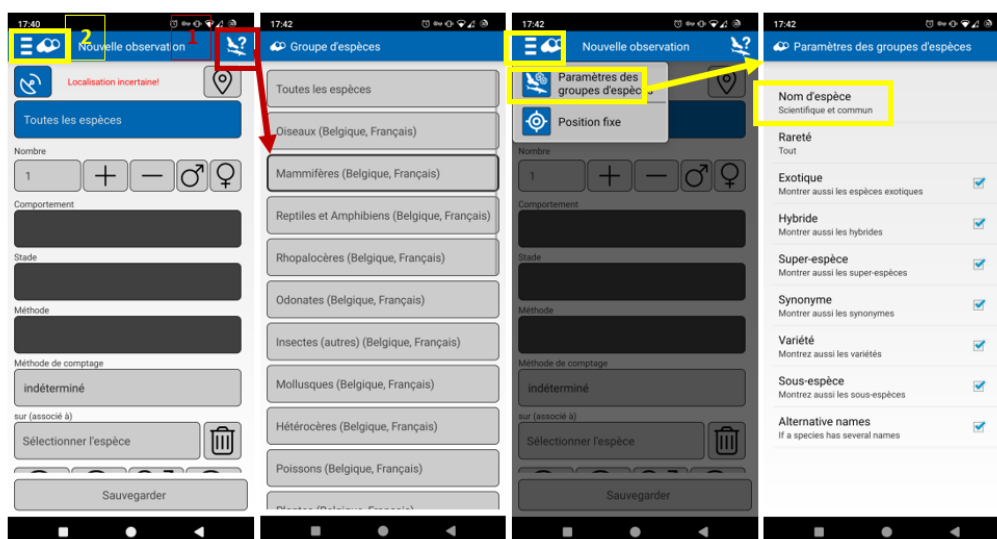 17:40
2
Nouvelle observation
1
Localisation incertaine!
Toutes les espèces
Nombre
1
Comportement
Stade
Méthode
Méthode de comptage
indéterminé
sur (associé à)
Sélectionner l'espèce
Sauvegarder
17:42
Groupe d'espèces
Toutes les espèces
Oiseaux (Belgique, Français)
Mammifères (Belgique, Français)
Reptiles et Amphibiens (Belgique, Français)
Rhopalocères (Belgique, Français)
Odonates (Belgique, Français)
Insectes (autres) (Belgique, Français)
Mollusques (Belgique, Français)
Hétérocères (Belgique, Français)
Poissons (Belgique, Français)
Plantes (Belgique, Français)
17:42
Nouvelle observation
Paramètres des
groupes d'espèces
Position fixe
Nombre
1
Comportement
Stade
Méthode
Méthode de comptage
indéterminé
sur (associé à)
Sélectionner l'espèce
Sauvegarder
17:42
Paramètres des groupes d'espèces
Nom d'espèce
Scientifique et commun
Rareté
Tout
Exotique
Montrer aussi les espèces exotiques
Hybride
Montrer aussi les hybrides
Super-espèce
Montrer aussi les super-espèces
Synonyme
Montrer aussi les synonymes
Variété
Montrez aussi les variétés
Sous-espèce
Montrez aussi les sous-espèces
Alternative names
If a species has several names